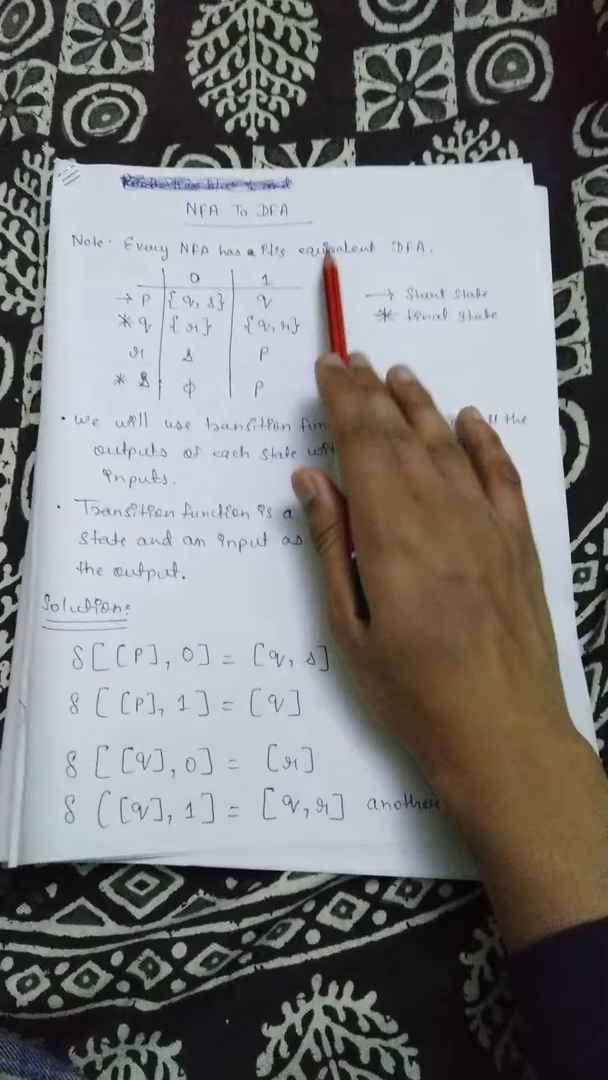 NFA To DFA
Note: Every NFA has a it's equivalent DFA.
0 1
→ P {q, s} q
* q {r} {q, r}
r s P
* s φ P
→ Start state
* Final state
• We will use transition fun the
outputs of each state
inputs.
• Transition function is a
state and an input as
the output.
Solution:
δ[[P], 0] = [q, s]
δ[[P], 1] = [q]
δ[[q], 0] = [r]
δ[[q], 1] = [q, r] another